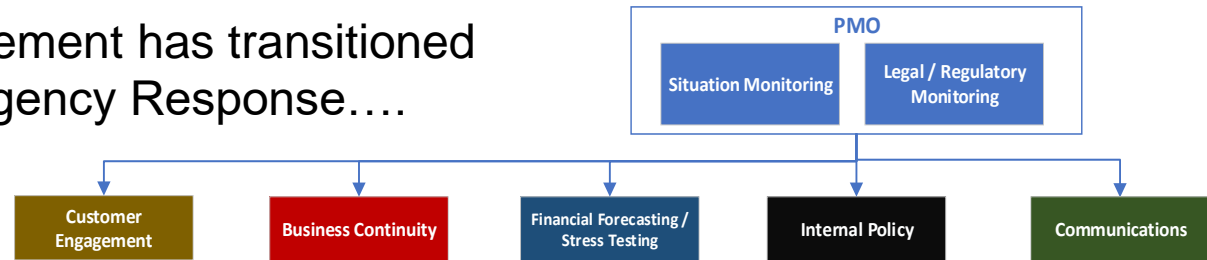 ement has transitioned
gency Response....
PMO
Situation Monitoring
Legal / Regulatory
Monitoring
Customer
Engagement
Business Continuity
Financial Forecasting /
Stress Testing
Internal Policy
Communications